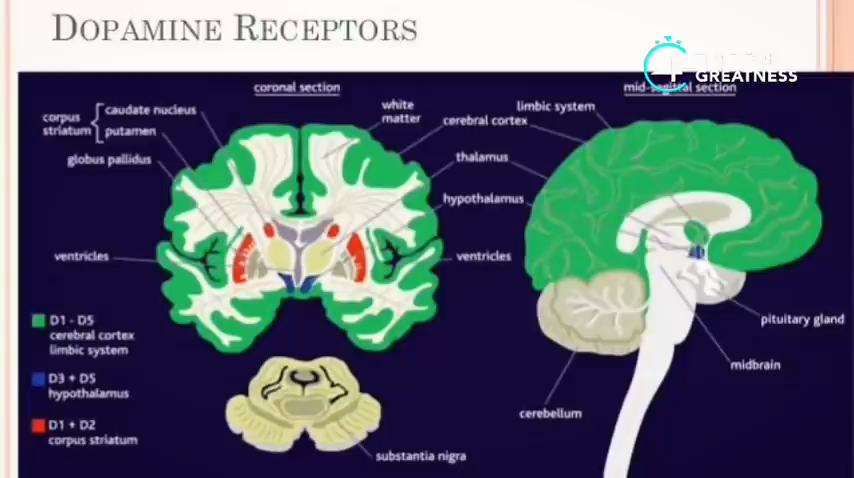 DOPAMINE RECEPTORS
GREATNESS
coronal section
mid-sagittal section
corpus
striatum
caudate nucleus
putamen
globus pallidus
white
matter
limbic system
cerebral cortex
thalamus
hypothalamus
ventricles
ventricles
D1 - D5
cerebral cortex
limbic system
D3 + D5
hypothalamus
D1 + D2
corpus striatum
pituitary gland
midbrain
cerebellum
substantia nigra